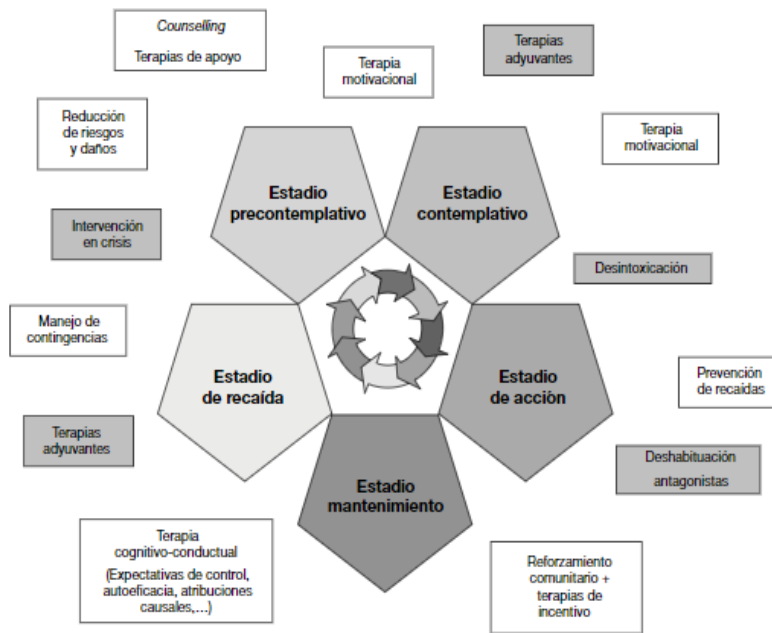 Counselling
Terapias de apoyo
Terapia
motivacional
Terapias
adyuvantes
Reducción
de riesgos
y daños
Terapia
motivacional
Estadio
precontemplativo
Estadio
contemplativo
Intervención
en crisis
Desintoxicación
Manejo de
contingencias
Estadio
de recaída
Estadio
de acción
Prevención
de recaídas
Terapias
adyuvantes
Deshabituación
antagonistas
Estadio
mantenimiento
Terapia
cognitivo-conductual
(Expectativas de control,
autoeficacia, atribuciones
causales,...)
Reforzamiento
comunitario +
terapias de
incentivo